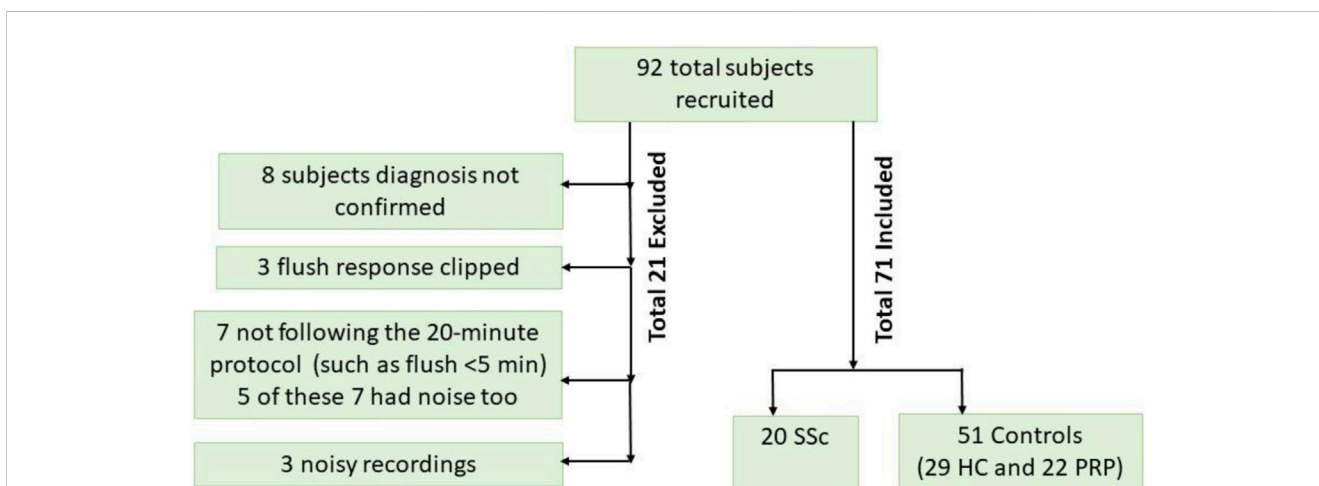 92 total subjects
recruited
8 subjects diagnosis not
confirmed
3 flush response clipped
7 not following the 20-minute
protocol (such as flush <5 min)
5 of these 7 had noise too
3 noisy recordings
Total 21 Excluded
Total 71 Included
20 SSc
51 Controls
(29 HC and 22 PRP)